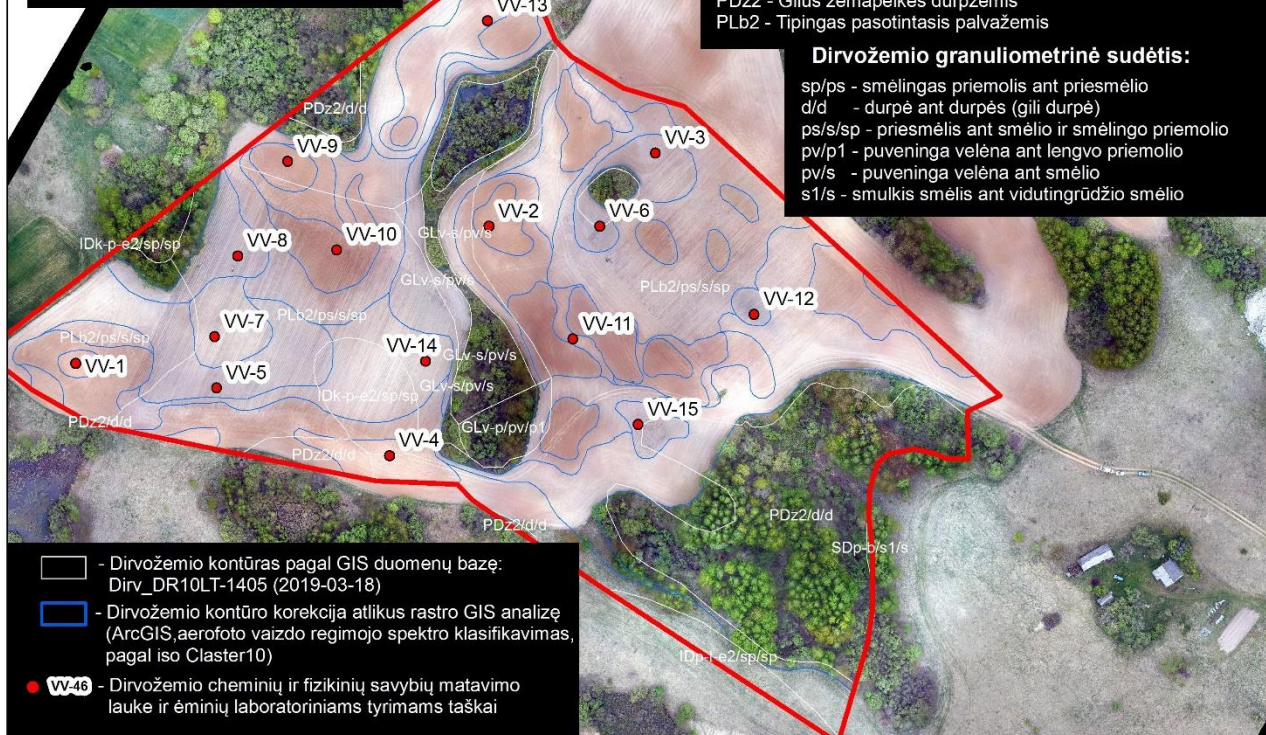 PDz2 - Gilus žemapelkės durpžemis
PLb2 - Tipingas pasotintasis palvažemis
Dirvožemio granuliometrinė sudėtis:
sp/ps - smėlingas priemolis ant priesmėlio
d/d - durpė ant durpės (gili durpė)
ps/s/sp - priesmėlis ant smėlio ir smėlingo priemolio
pv/p1 - puveninga velėna ant lengvo priemolio
pv/s - puveninga velėna ant smėlio
s1/s - smulkis smėlis ant vidutingrūdžio smėlio
VV-13
PDz2/d/d
VV-9
VV-3
VV-2
VV-6
GLv-s/pv/s
IDk-p-e2/sp/sp
VV-8
VV-10
GLv-s/pv/s
PLb2/ps/s/sp
VV-12
PLb2/ps/s/sp
PLb2/ps/s/sp
VV-7
VV-11
VV-14
GLv-s/pv/s
VV-1
VV-5
GLv-s/pv/s
IDk-p-e2/sp/sp
VV-15
PDz2/d/d
GLv-p/pv/p1
VV-4
PDz2/d/d
PDz2/d/d
PDz2/d/d
SDp-b/s1/s
IDp-l-e2/sp/sp
- Dirvožemio kontūras pagal GIS duomenų bazę:
Dirv_DR10LT-1405 (2019-03-18)
- Dirvožemio kontūro korekcija atlikus rastro GIS analizę
(ArcGIS,aerofoto vaizdo regimojo spektro klasifikavimas,
pagal iso Claster10)
VV-46 - Dirvožemio cheminių ir fizikinių savybių matavimo
lauke ir ėminių laboratoriniams tyrimams taškai